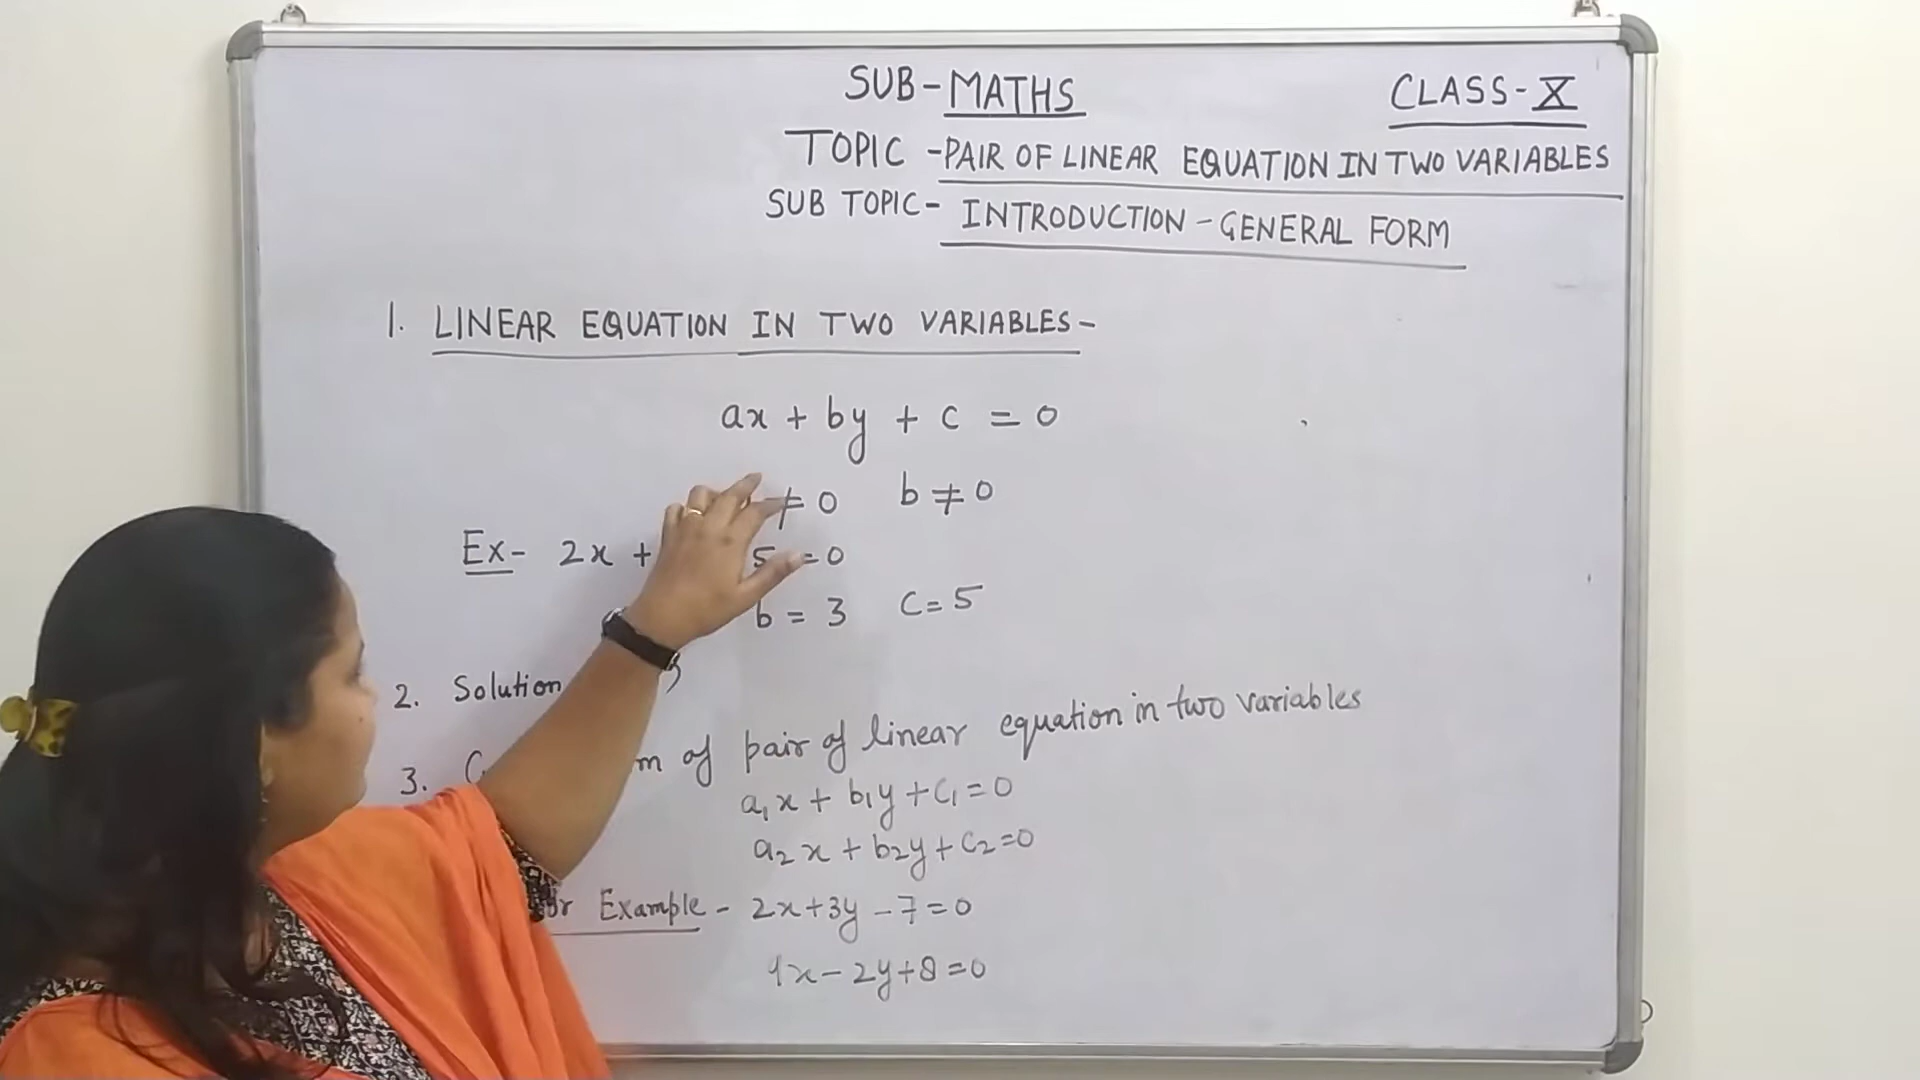 SUB-MATHS
CLASS-X
TOPIC -PAIR OF LINEAR EQUATION IN TWO VARIABLES
SUB TOPIC- INTRODUCTION-GENERAL FORM
1. LINEAR EQUATION IN TWO VARIABLES-
ax + by + c = 0
≠ 0 b ≠ 0
Ex- 2x + 5 = 0
b = 3 c = 5
2. Solution
3. of pair of linear equation in two variables
a₁x + b₁y + c₁ = 0
a₂x + b₂y + c₂ = 0
Example - 2x+3y-7=0
x-2y+8=0